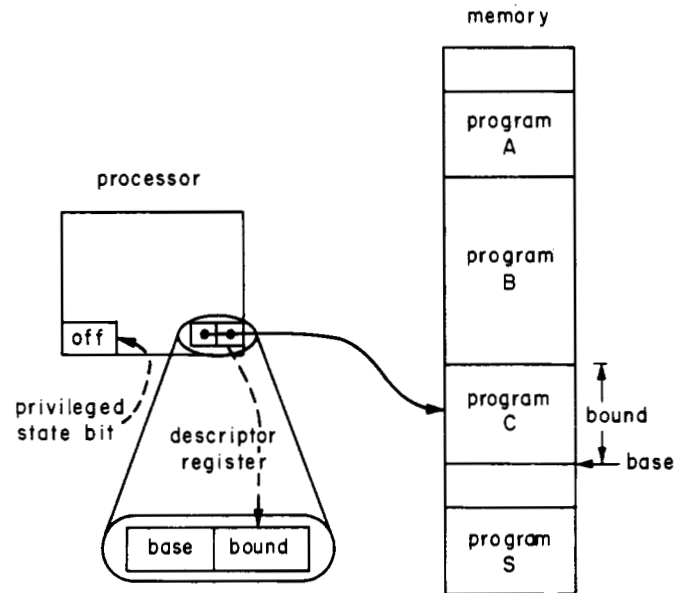 memory
program
A
processor
program
B
off
privileged
state bit
descriptor
register
program
C
bound
base
base
bound
program
S